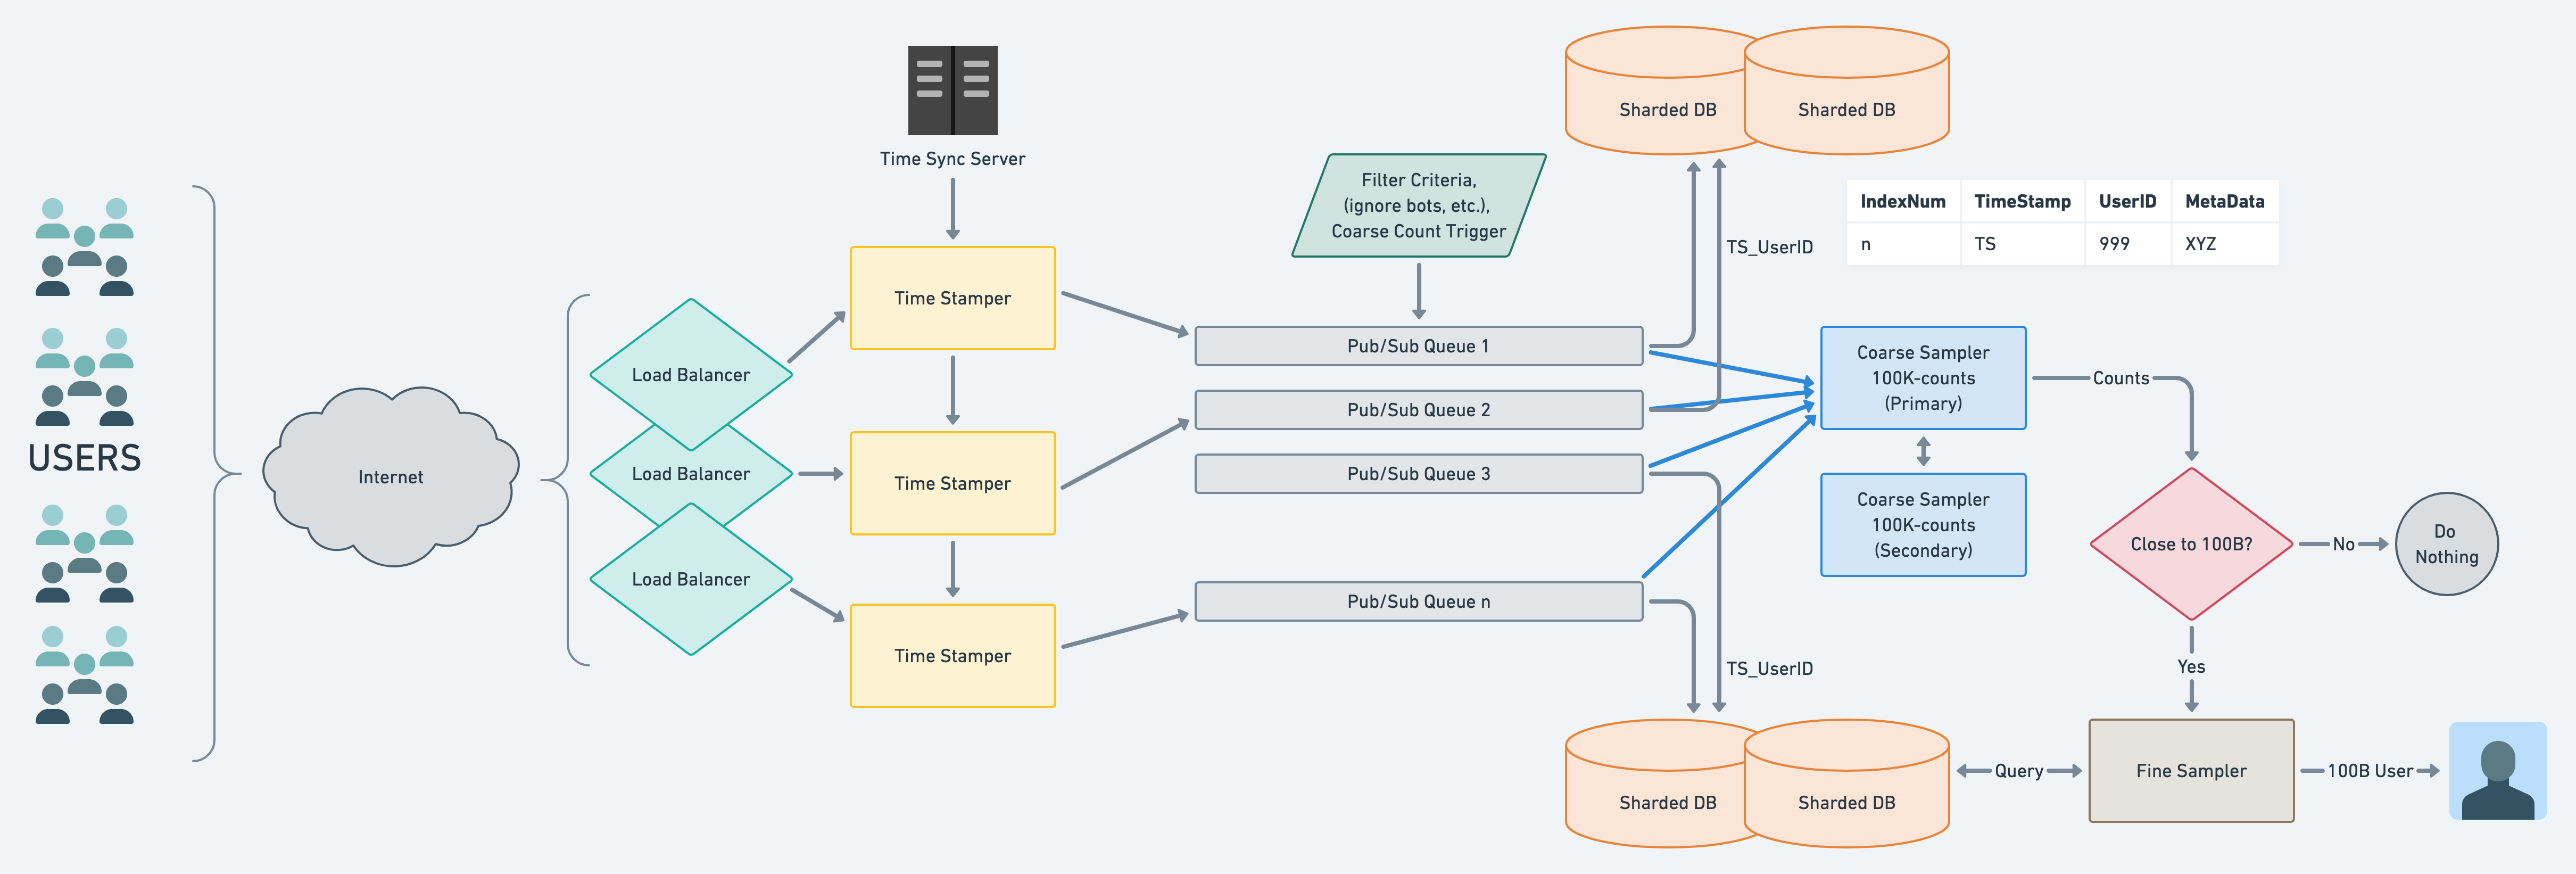 USERS
Internet
Load Balancer
Load Balancer
Load Balancer
Time Sync Server
Time Stamper
Time Stamper
Time Stamper
Filter Criteria,
(ignore bots, etc.),
Coarse Count Trigger
Pub/Sub Queue 1
Pub/Sub Queue 2
Pub/Sub Queue 3
Pub/Sub Queue n
Sharded DB
Sharded DB
TS_UserID
IndexNum TimeStamp UserID MetaData
n TS 999 XYZ
Coarse Sampler
100K-counts
(Primary)
Coarse Sampler
100K-counts
(Secondary)
Counts
Close to 100B?
No
Do
Nothing
Yes
TS_UserID
Sharded DB
Sharded DB
Query
Fine Sampler
100B User